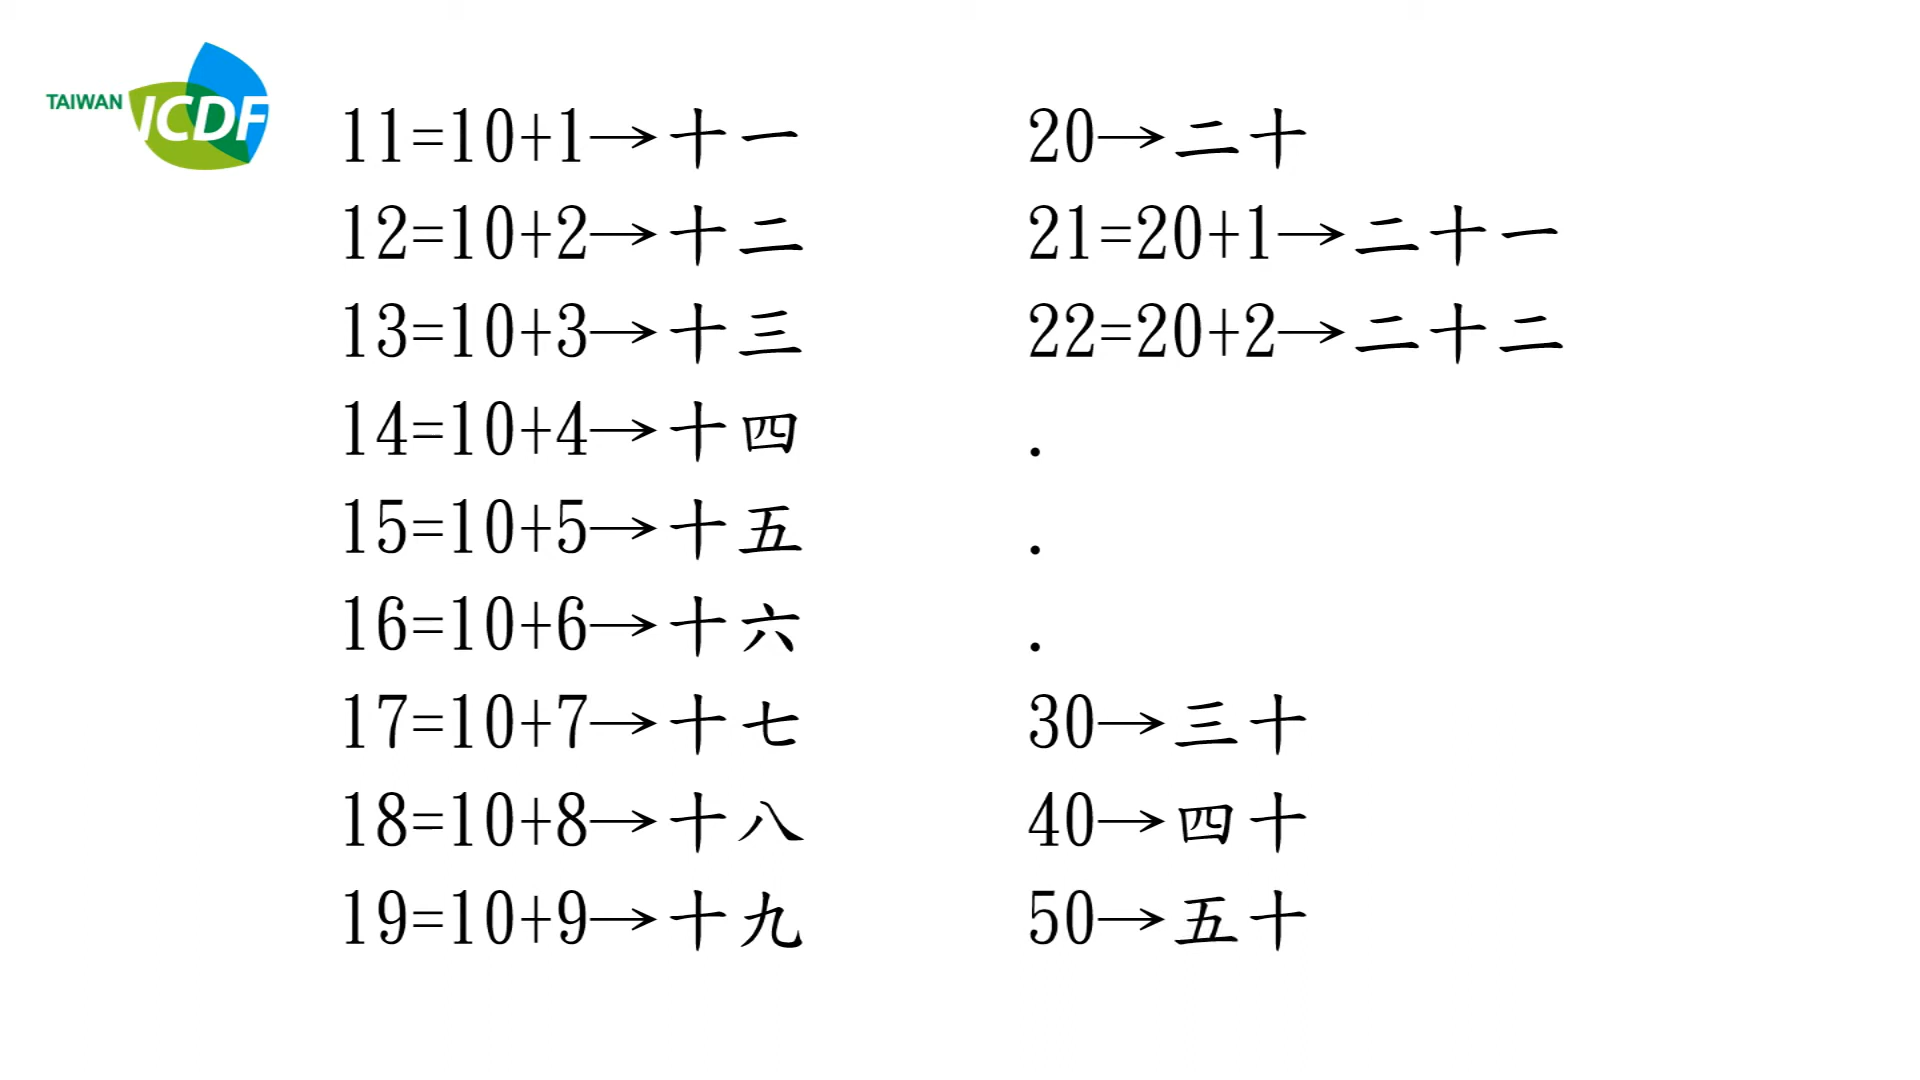 TAIWAN ICDF
11=10+1→十一
12=10+2→十二
13=10+3→十三
14=10+4→十四
15=10+5→十五
16=10+6→十六
17=10+7→十七
18=10+8→十八
19=10+9→十九
20→二十
21=20+1→二十一
22=20+2→二十二
.
.
.
30→三十
40→四十
50→五十